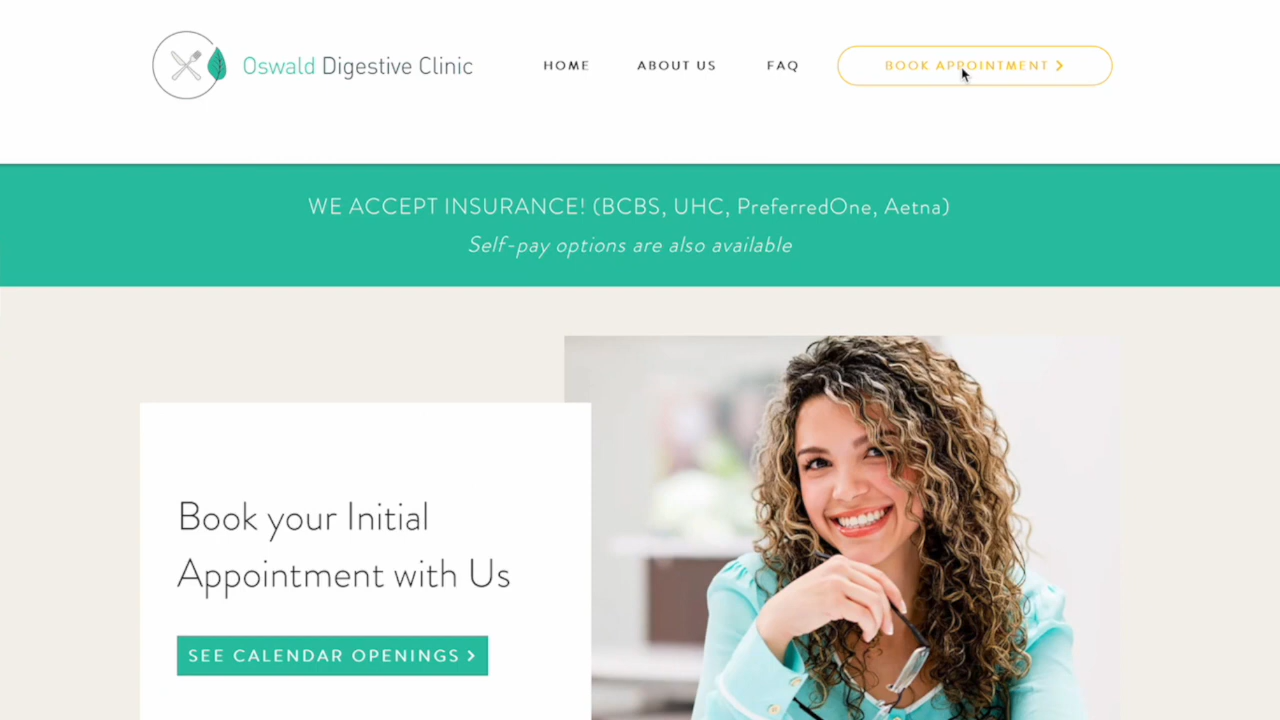 Oswald Digestive Clinic
HOME
ABOUT US
FAQ
BOOK APPOINTMENT
WE ACCEPT INSURANCE! (BCBS, UHC, PreferredOne, Aetna)
Self-pay options are also available
Book your Initial
Appointment with Us
SEE CALENDAR OPENINGS